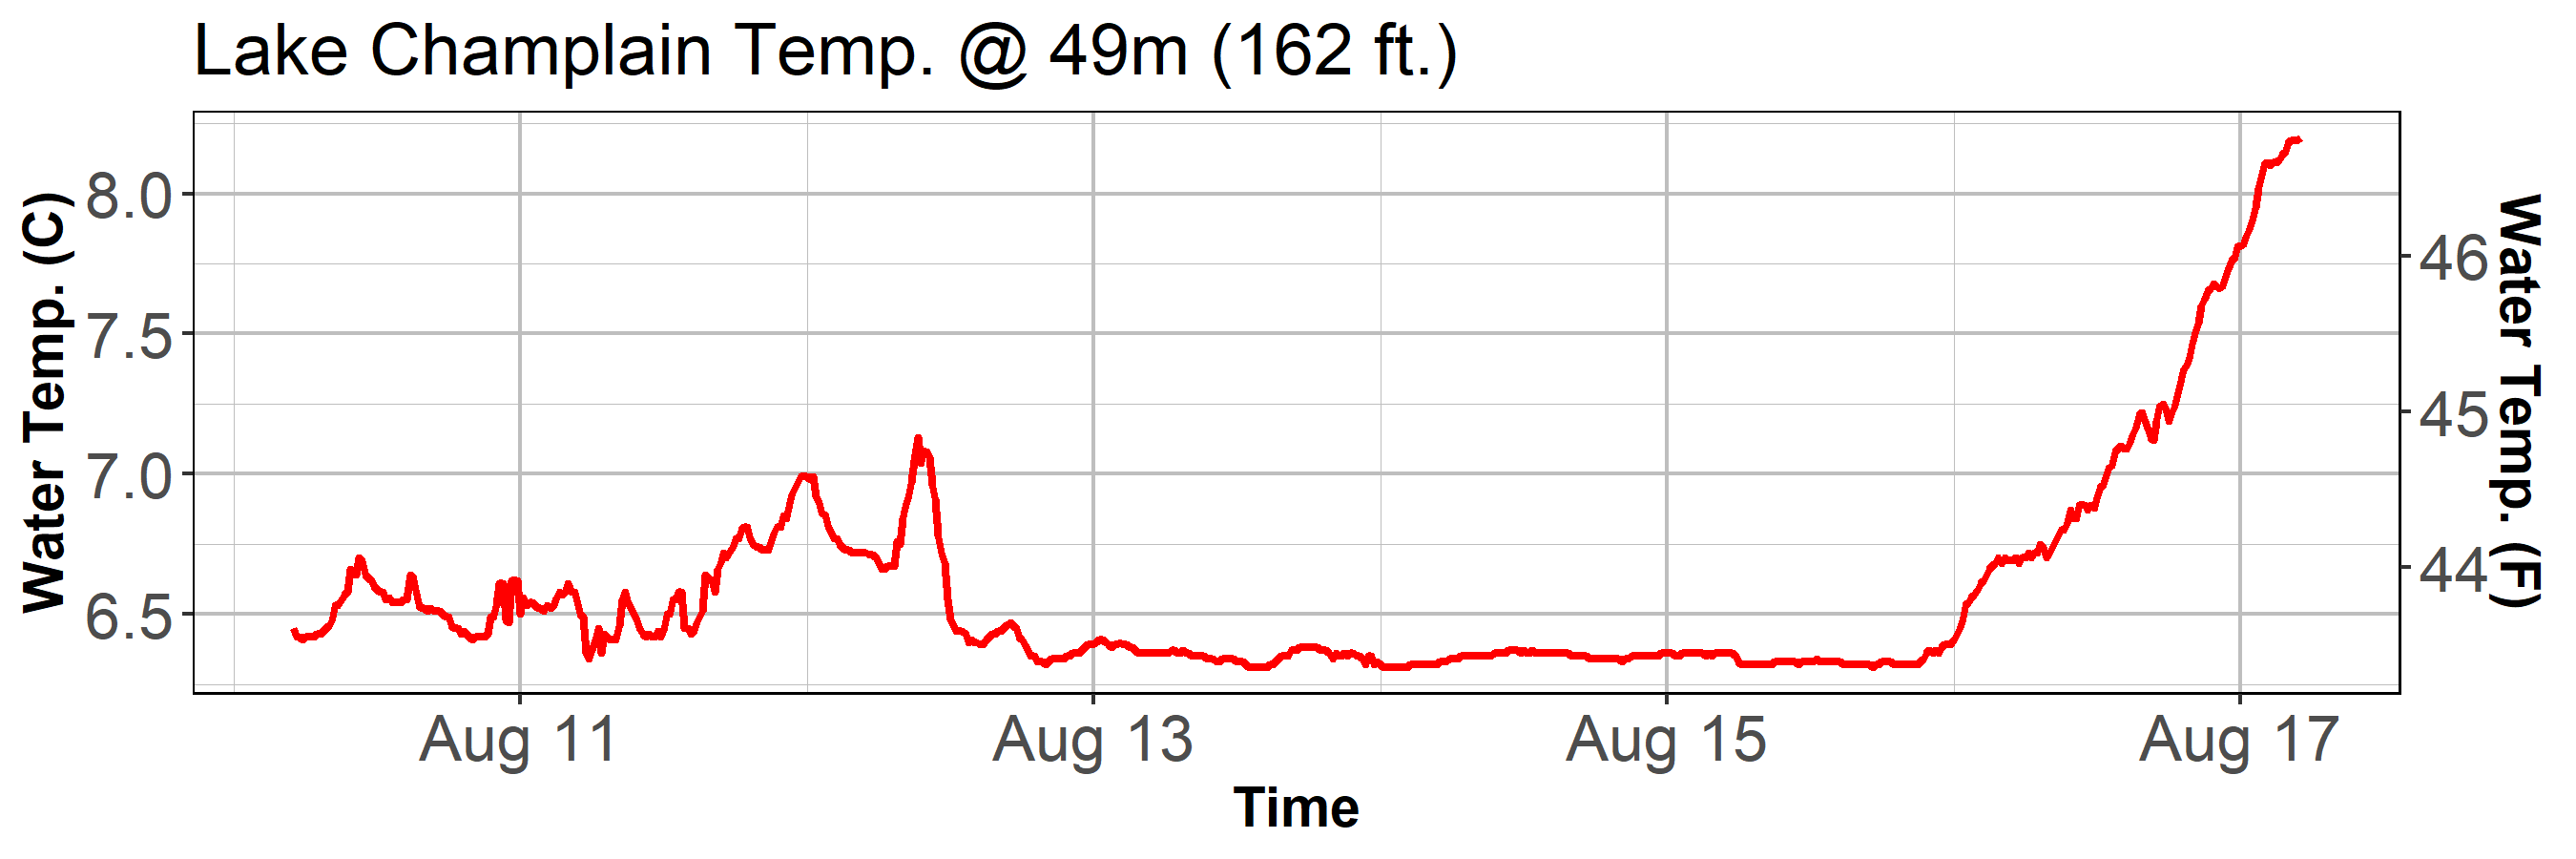 Lake Champlain Temp. @ 49m (162 ft.)
Water Temp. (C)
8.0
7.5
7.0
6.5
46
45
44
Water Temp. (F)
Aug 11
Aug 13
Aug 15
Aug 17
Time